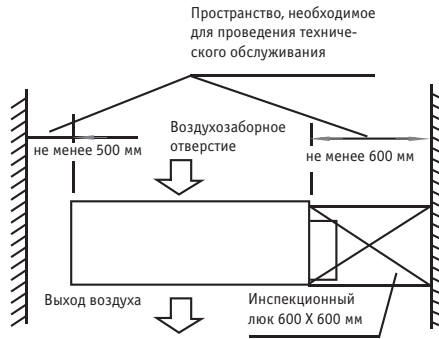 Пространство, необходимое
для проведения техниче-
ского обслуживания
Воздухозаборное
отверстие
не менее 500 мм
не менее 600 мм
Выход воздуха
Инспекционный
люк 600 X 600 мм